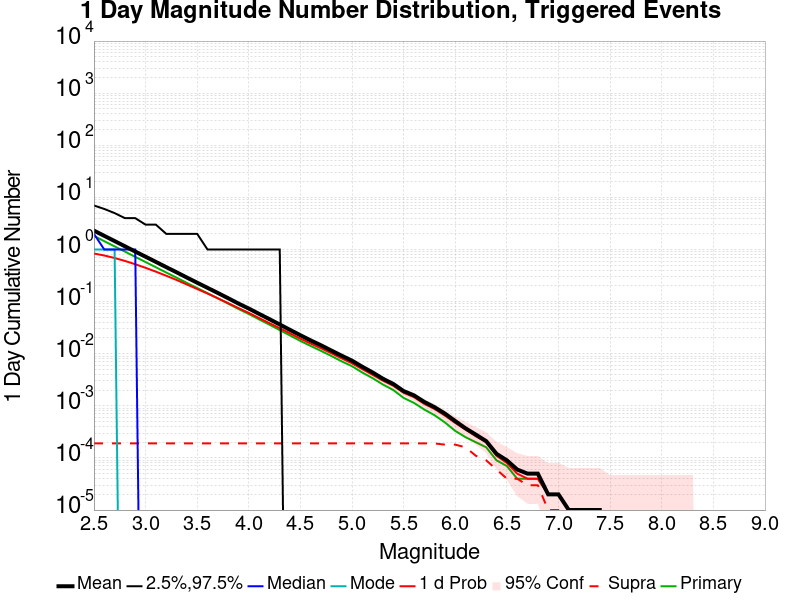 1 Day Magnitude Number Distribution, Triggered Events
10^4
10^3
10^2
10^1
10^0
10^-1
10^-2
10^-3
10^-4
10^-5
1 Day Cumulative Number
2.5 3.0 3.5 4.0 4.5 5.0 5.5 6.0 6.5 7.0 7.5 8.0 8.5 9.0
Magnitude
Mean 2.5%,97.5% Median Mode 1 d Prob 95% Conf Supra Primary